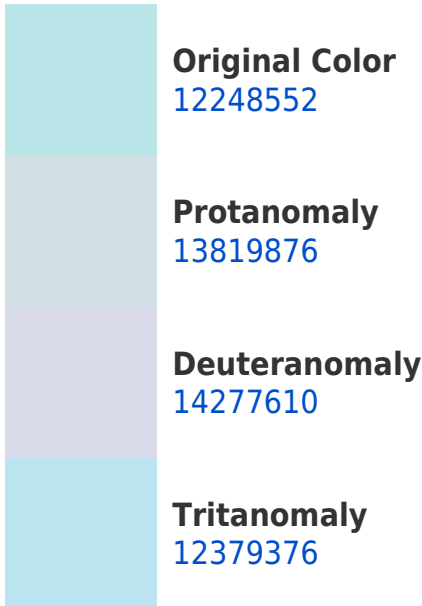 Original Color
12248552
Protanomaly
13819876
Deuteranomaly
14277610
Tritanomaly
12379376